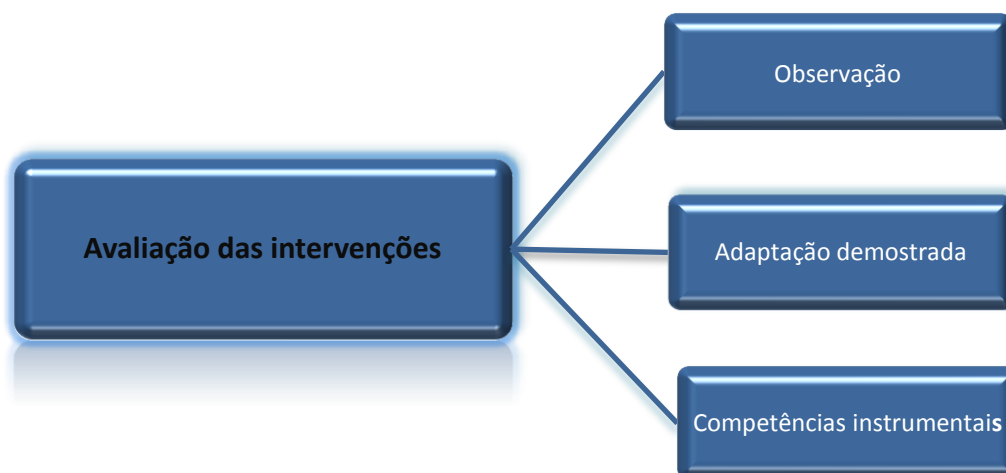 Observação
Avaliação das intervenções
Adaptação demostrada
Competências instrumentais